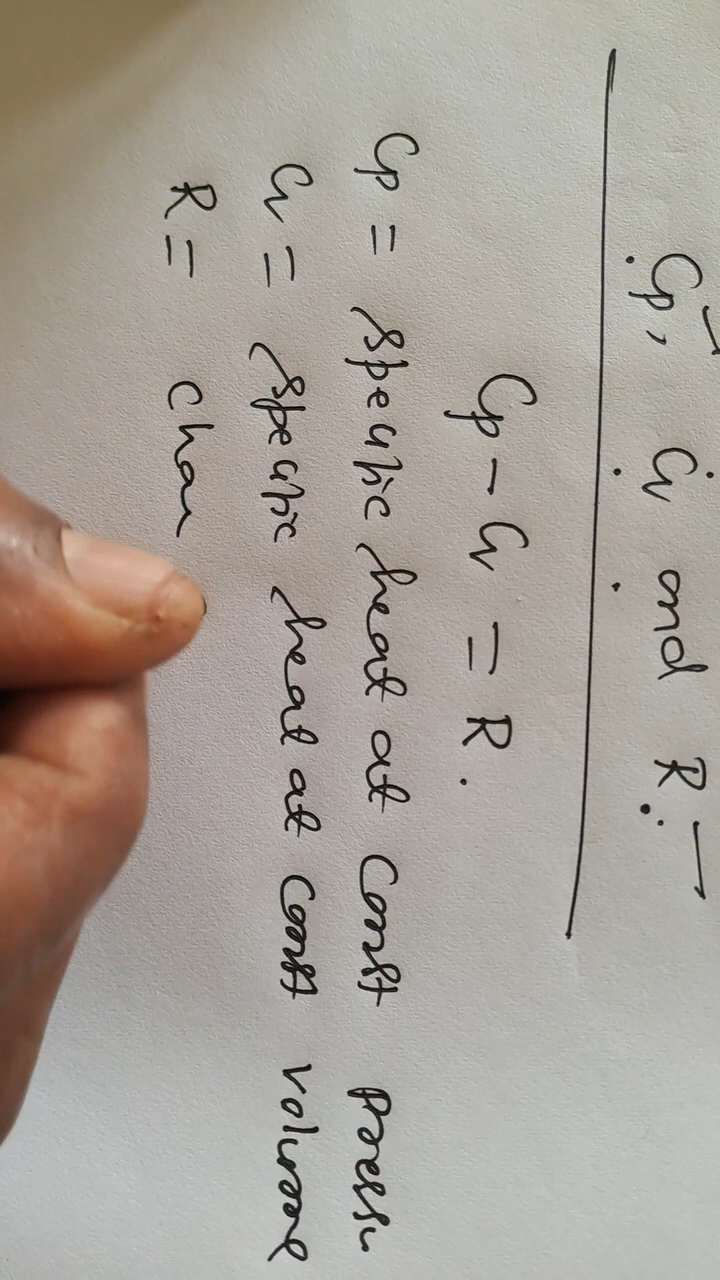 Cp, Cv and R:-
Cp - Cv = R.
Cp = specific heat at const pressu
Cv = specific heat at const volume
R = char